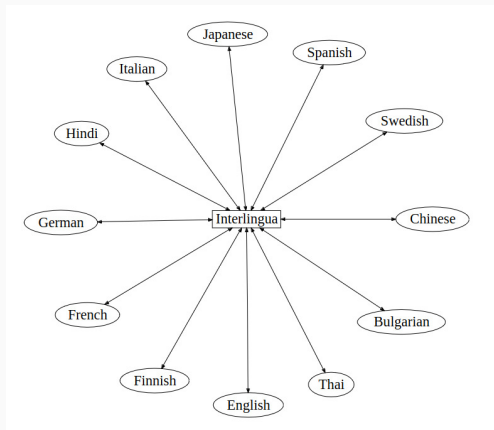 Japanese
Spanish
Italian
Swedish
Hindi
Interlingua
Chinese
German
French
Bulgarian
Finnish
Thai
English